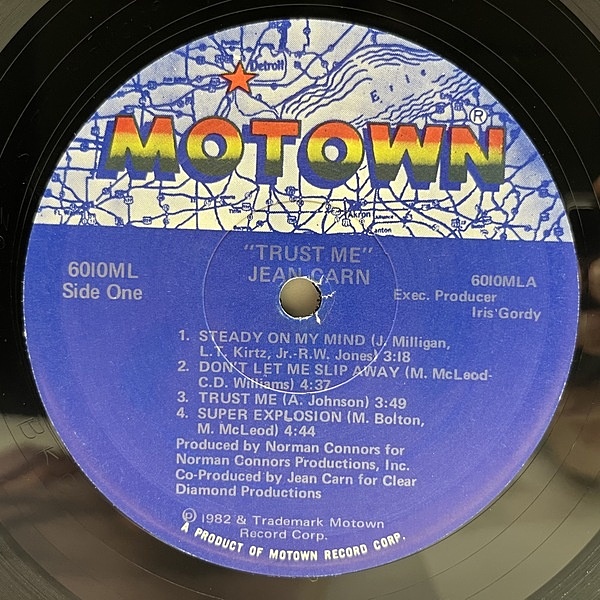 Detroit
Erie
MOTOWN®
Akron
Canton
"TRUST ME"
JEAN CARN
6010ML
Side One
6010MLA
Exec. Producer
Iris Gordy
1. STEADY ON MY MIND (J. Milligan,
L.T. Kirtz, Jr.-R.W. Jones) 3:18
2. DON'T LET ME SLIP AWAY (M. McLeod-
C.D. Williams) 4:37
3. TRUST ME (A. Johnson) 3:49
4. SUPER EXPLOSION (M. Bolton,
M. McLeod) 4:44
Produced by Norman Connors for
Norman Connors Productions, Inc.
Co-Produced by Jean Carn for Clear
Diamond Productions
℗ 1982 & Trademark Motown
Record Corp.
A PRODUCT OF MOTOWN RECORD CORP.